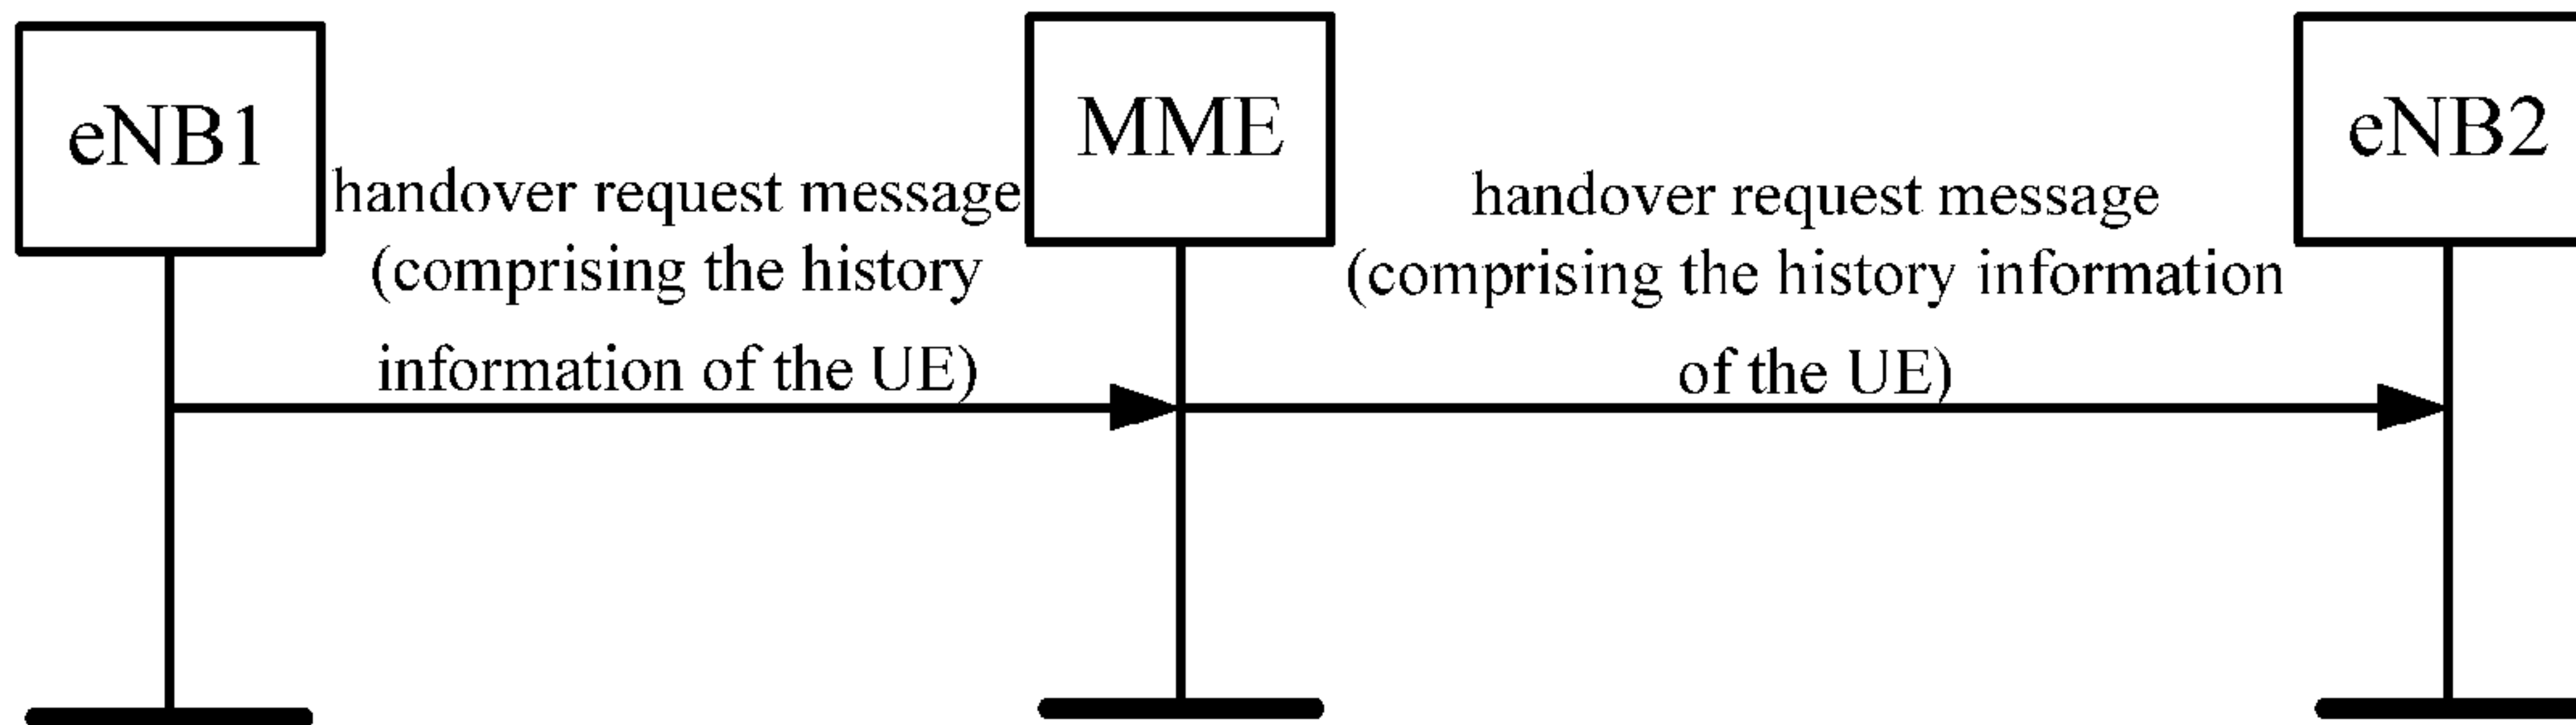 eNB1
MME
eNB2
handover request message
(comprising the history
information of the UE)
handover request message
(comprising the history information
of the UE)